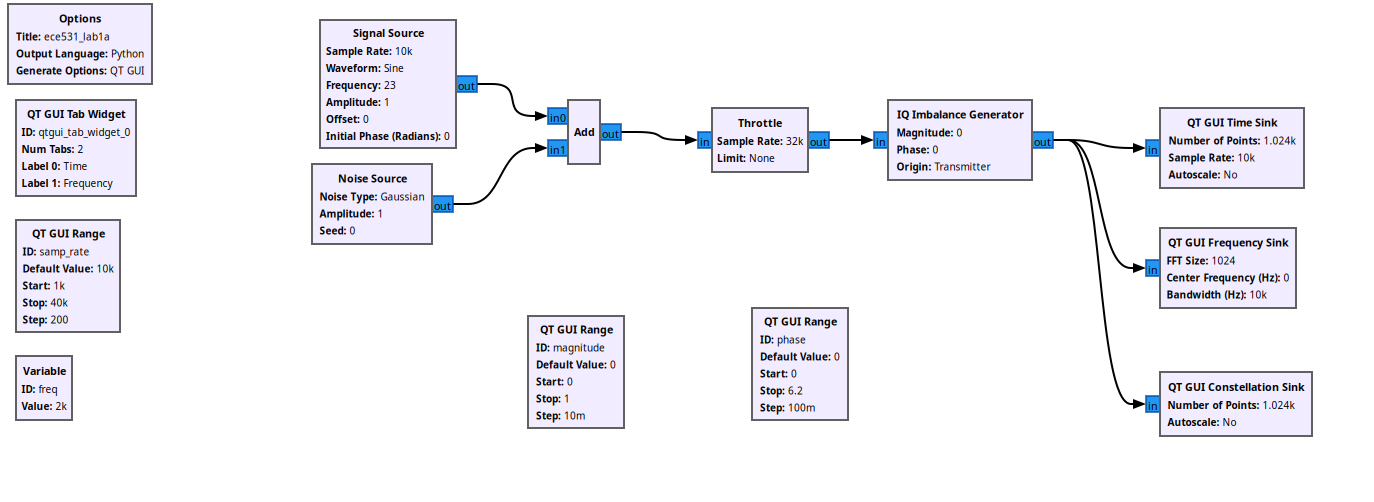 Options
Title: ece531_lab1a
Output Language: Python
Generate Options: QT GUI
QT GUI Tab Widget
ID: qtgui_tab_widget_0
Num Tabs: 2
Label 0: Time
Label 1: Frequency
QT GUI Range
ID: samp_rate
Default Value: 10k
Start: 1k
Stop: 40k
Step: 200
Variable
ID: freq
Value: 2k
Signal Source
Sample Rate: 10k
Waveform: Sine
Frequency: 23
Amplitude: 1
Offset: 0
Initial Phase (Radians): 0
out
Noise Source
Noise Type: Gaussian
Amplitude: 1
Seed: 0
out
in0
in1
Add
out
in
Throttle
Sample Rate: 32k
Limit: None
out
in
IQ Imbalance Generator
Magnitude: 0
Phase: 0
Origin: Transmitter
out
QT GUI Range
ID: magnitude
Default Value: 0
Start: 0
Stop: 1
Step: 10m
QT GUI Range
ID: phase
Default Value: 0
Start: 0
Stop: 6.2
Step: 100m
in
QT GUI Time Sink
Number of Points: 1.024k
Sample Rate: 10k
Autoscale: No
in
QT GUI Frequency Sink
FFT Size: 1024
Center Frequency (Hz): 0
Bandwidth (Hz): 10k
in
QT GUI Constellation Sink
Number of Points: 1.024k
Autoscale: No